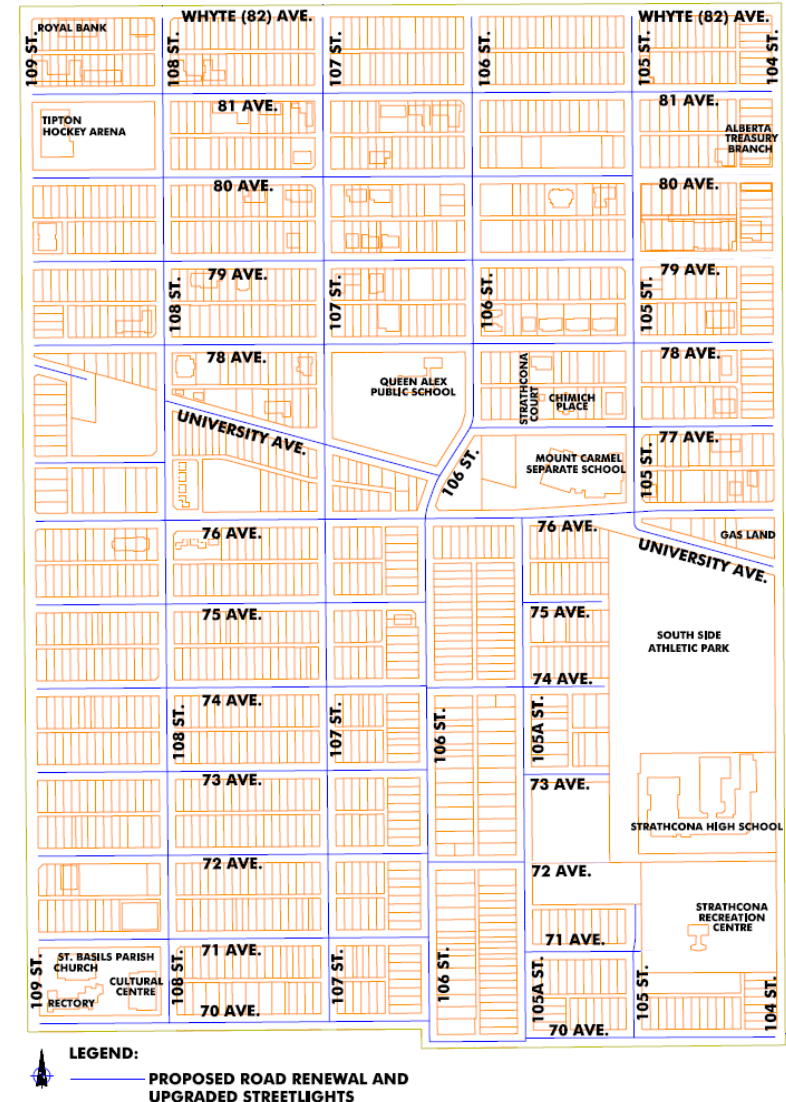 WHYTE (82) AVE.
WHYTE (82) AVE.
ROYAL BANK
109 ST.
108 ST.
107 ST.
106 ST.
105 ST.
104 ST.
81 AVE.
81 AVE.
TIPTON
HOCKEY ARENA
ALBERTA
TREASURY
BRANCH
80 AVE.
80 AVE.
79 AVE.
79 AVE.
108 ST.
107 ST.
106 ST.
105 ST.
78 AVE.
78 AVE.
QUEEN ALEX
PUBLIC SCHOOL
STRATHCONA
COURT
CHIMICH
PLACE
UNIVERSITY AVE.
77 AVE.
106 ST.
MOUNT CARMEL
SEPARATE SCHOOL
105 ST.
76 AVE.
76 AVE.
GAS LAND
UNIVERSITY AVE.
75 AVE.
75 AVE.
SOUTH SIDE
ATHLETIC PARK
74 AVE.
74 AVE.
108 ST.
107 ST.
106 ST.
105A ST.
73 AVE.
73 AVE.
STRATHCONA HIGH SCHOOL
72 AVE.
72 AVE.
STRATHCONA
RECREATION
CENTRE
71 AVE.
71 AVE.
109 ST.
ST. BASILS PARISH
CHURCH
CULTURAL
CENTRE
RECTORY
108 ST.
107 ST.
106 ST.
105A ST.
105 ST.
104 ST.
70 AVE.
70 AVE.
LEGEND:
PROPOSED ROAD RENEWAL AND
UPGRADED STREETLIGHTS